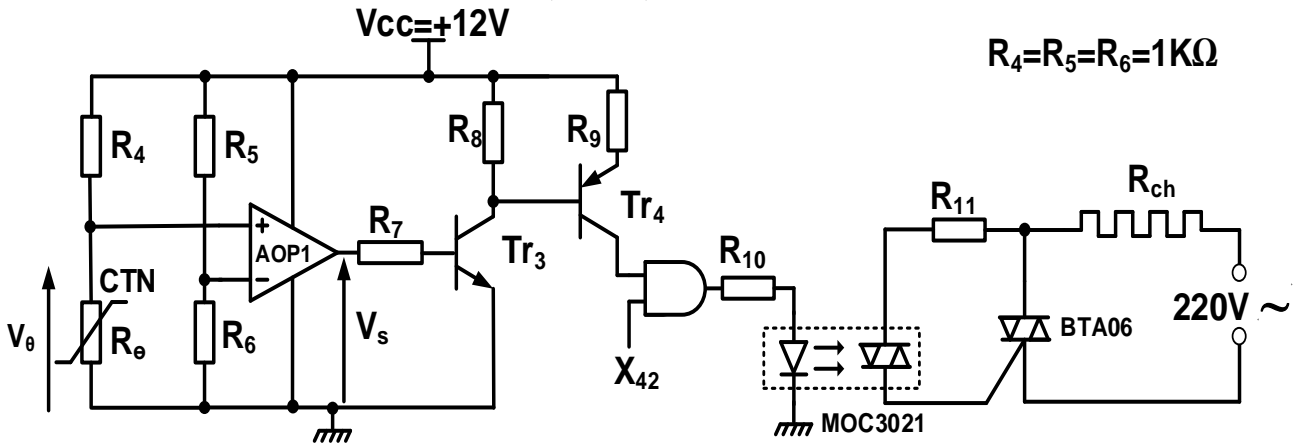 Vcc=+12V
R4=R5=R6=1KΩ
R4
R5
R8
R9
Rch
R11
R7
Tr4
+
AOP1
−
Tr3
R10
CTN
220V ~
Vθ
Rθ
R6
Vs
BTA06
X42
MOC3021